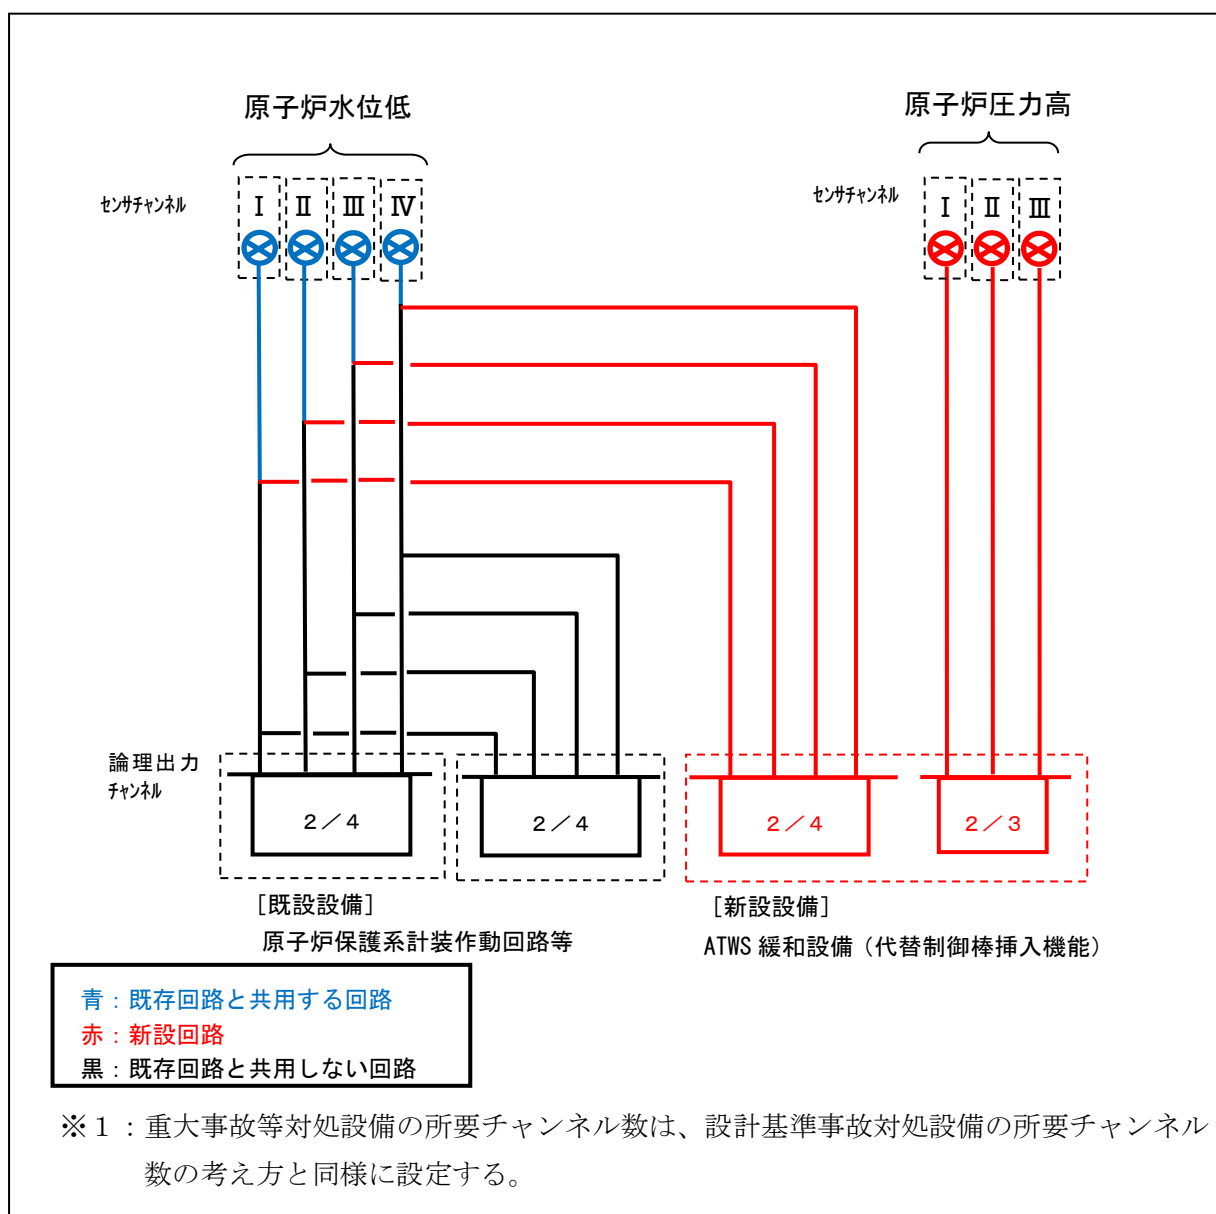 原子炉水位低
原子炉圧力高
センサチャンネル
Ⅰ Ⅱ Ⅲ Ⅳ
センサチャンネル
Ⅰ Ⅱ Ⅲ
論理出力
チャンネル
２／４
２／４
２／４
２／３
［既設設備］
原子炉保護系計装作動回路等
［新設設備］
ATWS 緩和設備（代替制御棒挿入機能）
青：既存回路と共用する回路
赤：新設回路
黒：既存回路と共用しない回路
※１：重大事故等対処設備の所要チャンネル数は、設計基準事故対処設備の所要チャンネル
数の考え方と同様に設定する。